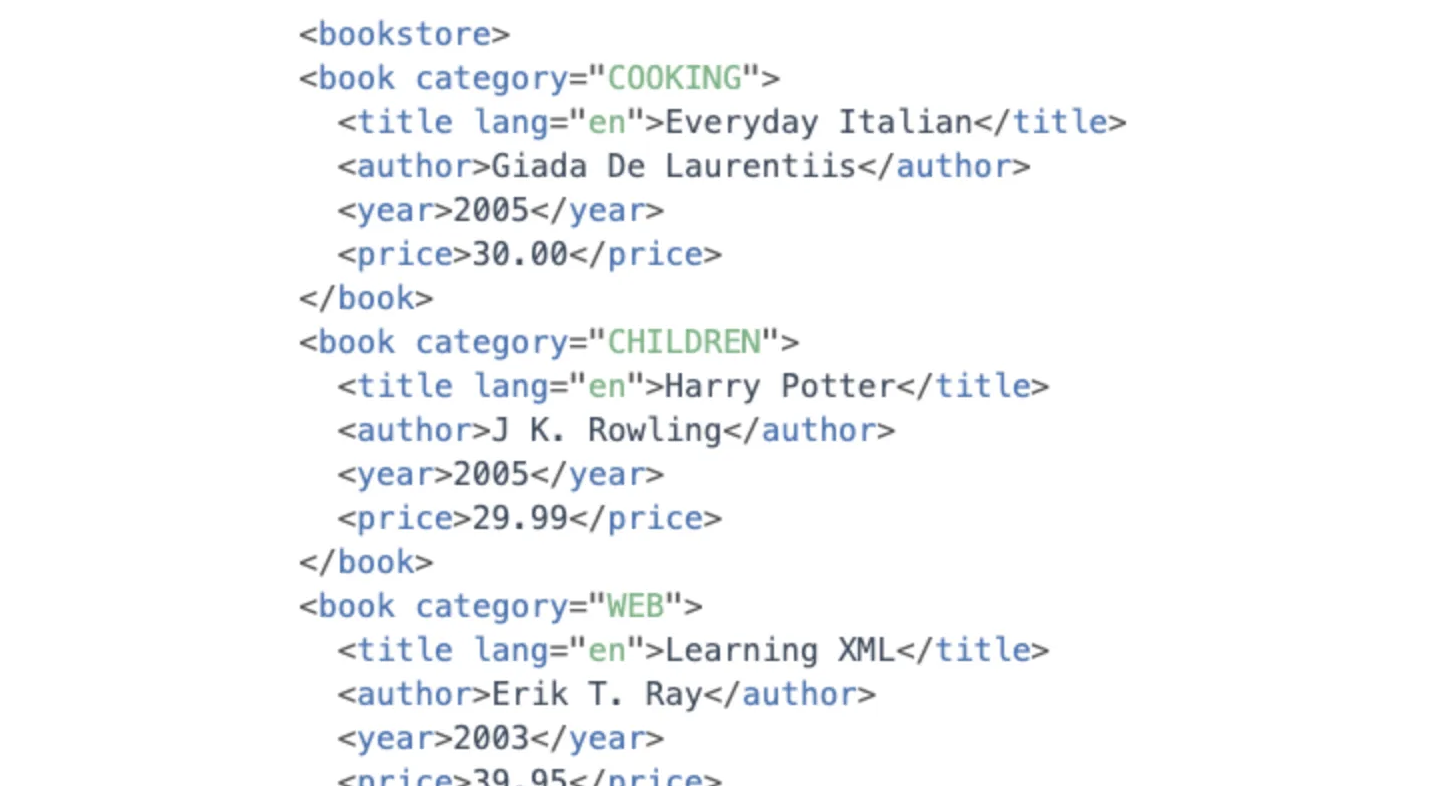 <bookstore>
<book category="COOKING">
  <title lang="en">Everyday Italian</title>
  <author>Giada De Laurentiis</author>
  <year>2005</year>
  <price>30.00</price>
</book>
<book category="CHILDREN">
  <title lang="en">Harry Potter</title>
  <author>J K. Rowling</author>
  <year>2005</year>
  <price>29.99</price>
</book>
<book category="WEB">
  <title lang="en">Learning XML</title>
  <author>Erik T. Ray</author>
  <year>2003</year>
  <price>39.95</price>